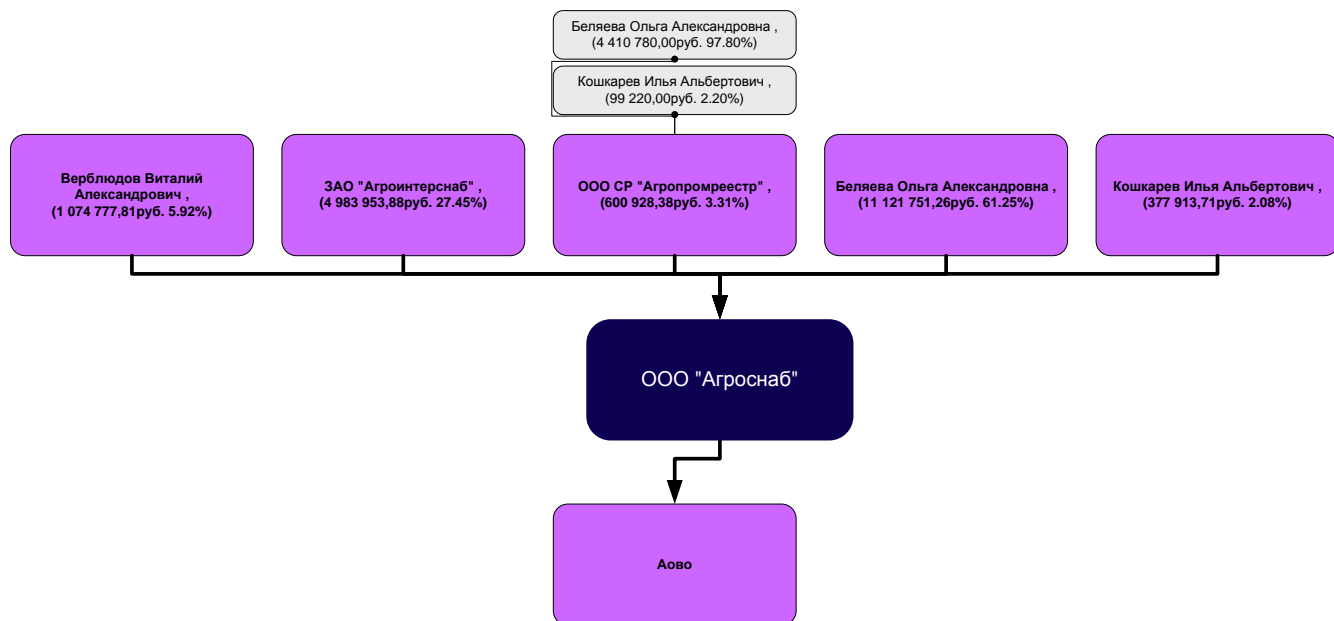 Беляева Ольга Александровна ,
(4 410 780,00руб. 97.80%)
Кошкарев Илья Альбертович ,
(99 220,00руб. 2.20%)
Верблюдов Виталий
Александрович ,
(1 074 777,81руб. 5.92%)
ЗАО "Агроинтерснаб" ,
(4 983 953,88руб. 27.45%)
ООО СР "Агропромреестр" ,
(600 928,38руб. 3.31%)
Беляева Ольга Александровна ,
(11 121 751,26руб. 61.25%)
Кошкарев Илья Альбертович ,
(377 913,71руб. 2.08%)
ООО "Агроснаб"
Аово